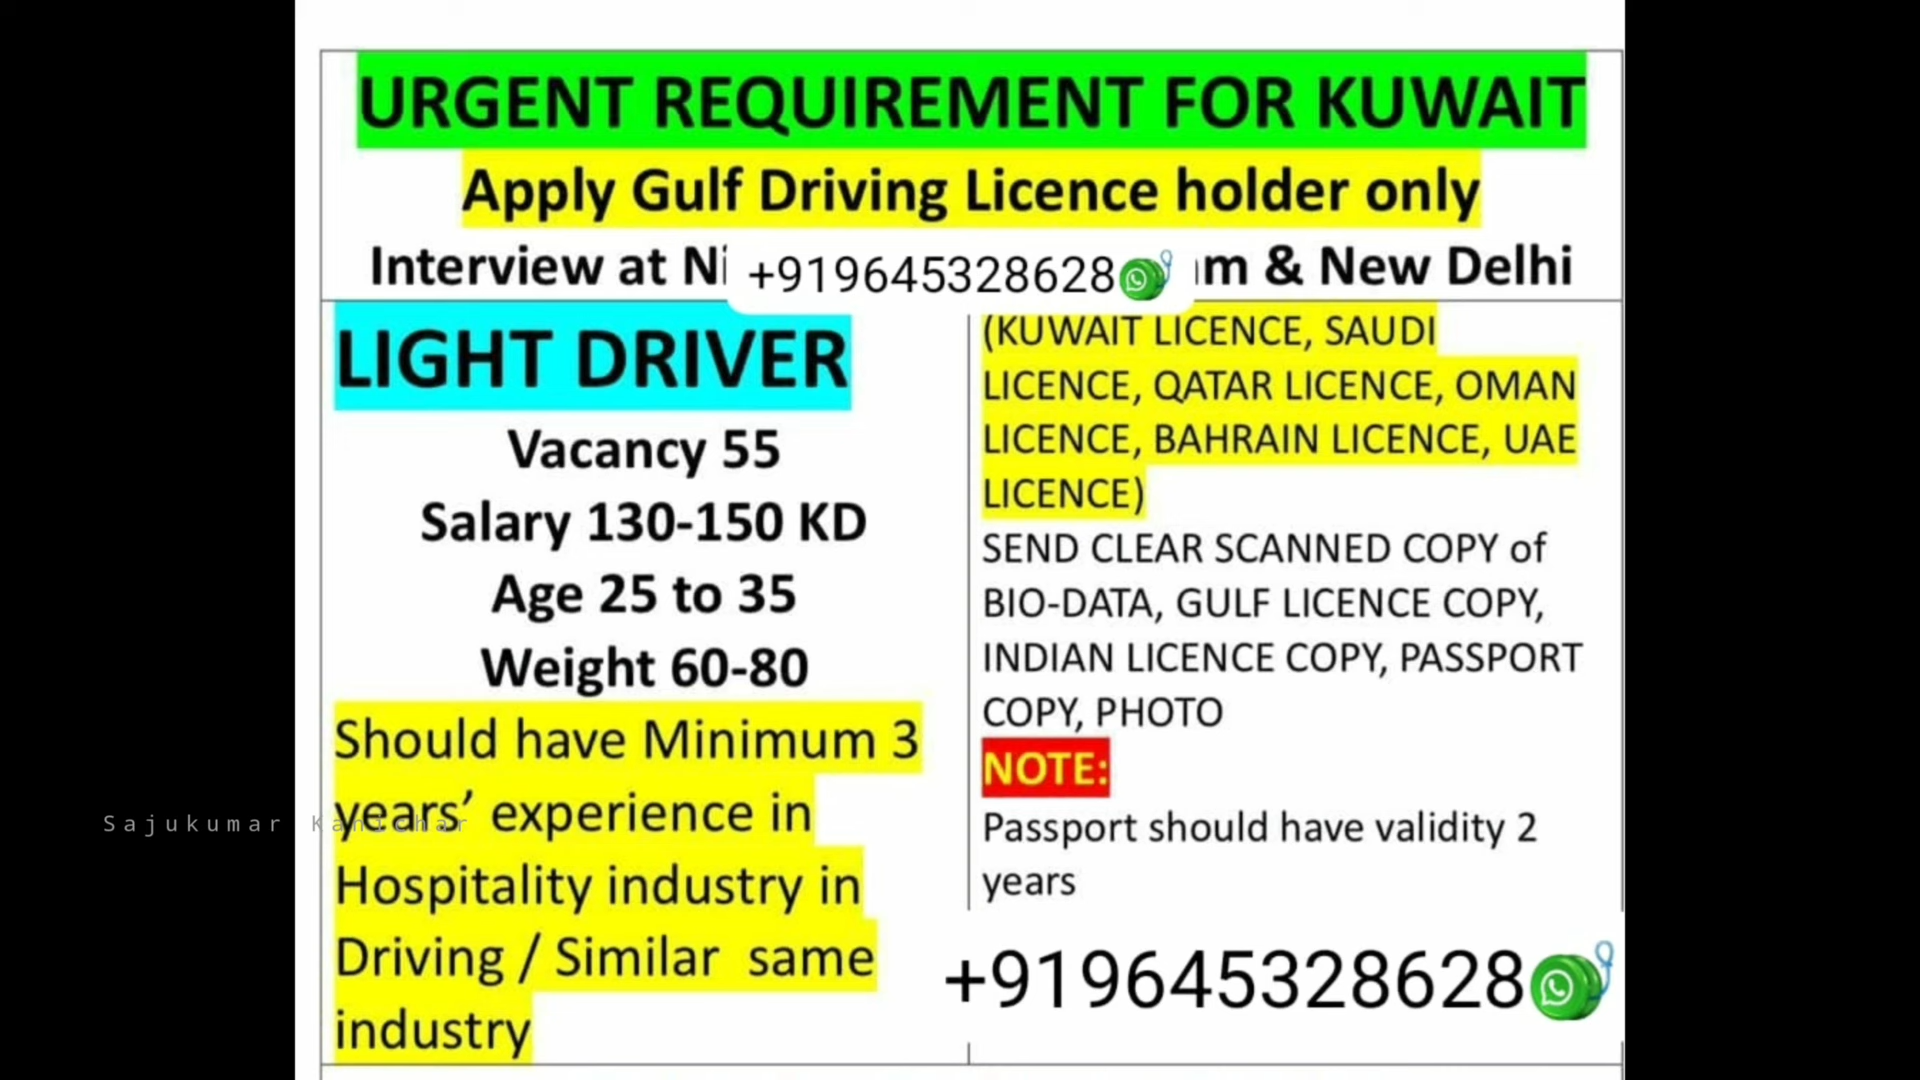 URGENT REQUIREMENT FOR KUWAIT
Apply Gulf Driving Licence holder only
Interview at & New Delhi
+919645328628
LIGHT DRIVER
Vacancy 55
Salary 130-150 KD
Age 25 to 35
Weight 60-80
Should have Minimum 3
years’ experience in
Hospitality industry in
Driving / Similar same
industry
(KUWAIT LICENCE, SAUDI
LICENCE, QATAR LICENCE, OMAN
LICENCE, BAHRAIN LICENCE, UAE
LICENCE)
SEND CLEAR SCANNED COPY of
BIO-DATA, GULF LICENCE COPY,
INDIAN LICENCE COPY, PASSPORT
COPY, PHOTO
NOTE:
Passport should have validity 2
years
+919645328628
Sajukumar